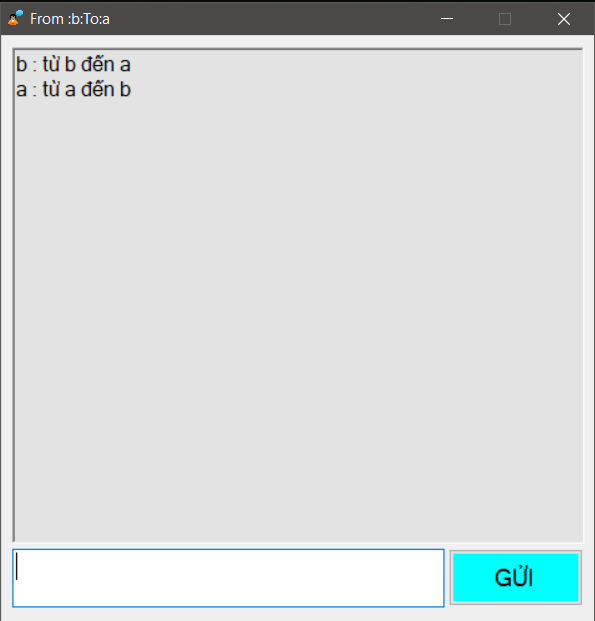 From :b:To:a
b : từ b đến a
a : từ a đến b
GỬI